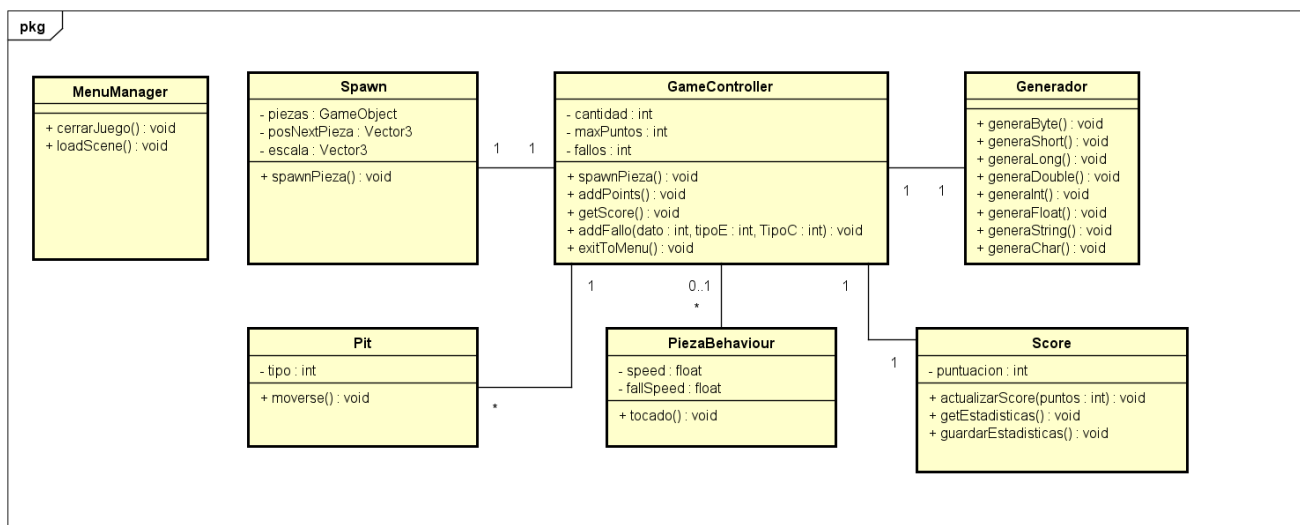 pkg
MenuManager
+ cerrarJuego() : void
+ loadScene() : void
Spawn
- piezas : GameObject
- posNextPieza : Vector3
- escala : Vector3
+ spawnPieza() : void
1
1
GameController
- cantidad : int
- maxPuntos : int
- fallos : int
+ spawnPieza() : void
+ addPoints() : void
+ getScore() : void
+ addFallo(dato : int, tipoE : int, TipoC : int) : void
+ exitToMenu() : void
1
1
Generador
+ generaByte() : void
+ generaShort() : void
+ generaLong() : void
+ generaDouble() : void
+ generaInt() : void
+ generaFloat() : void
+ generaString() : void
+ generaChar() : void
1
0..1
1
*
Pit
- tipo : int
+ moverse() : void
*
PiezaBehaviour
- speed : float
- fallSpeed : float
+ tocado() : void
1
Score
- puntuacion : int
+ actualizarScore(puntos : int) : void
+ getEstadisticas() : void
+ guardarEstadisticas() : void